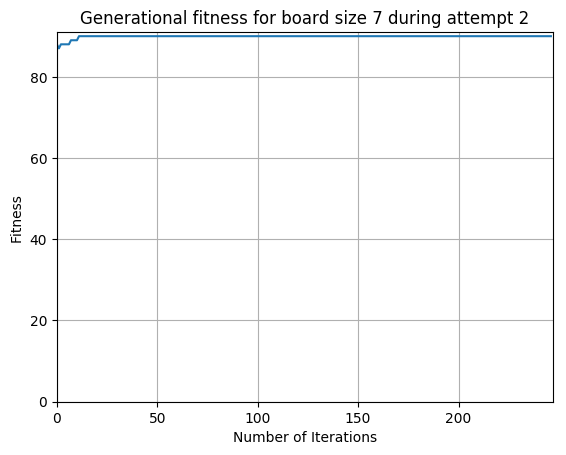 Generational fitness for board size 7 during attempt 2
80
60
40
20
0
Fitness
0 50 100 150 200
Number of Iterations